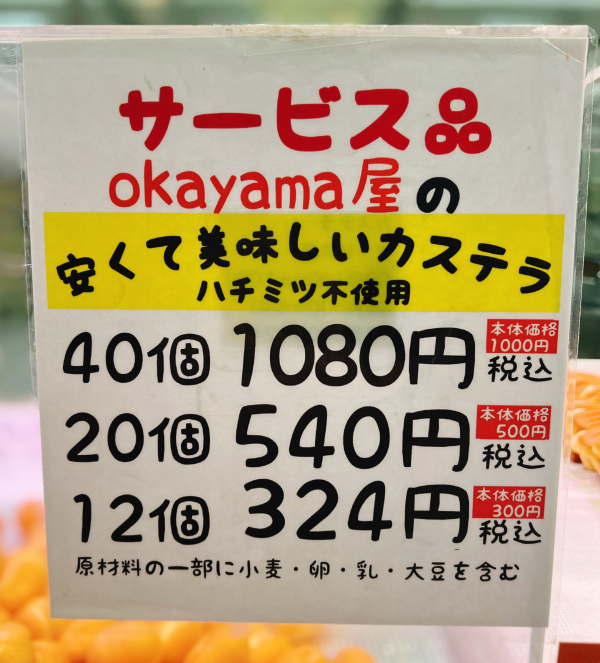 サービス品
okayama屋の
安くて美味しいカステラ
ハチミツ不使用
40個 1080円 本体価格 1000円 税込
20個 540円 本体価格 500円 税込
12個 324円 本体価格 300円 税込
原材料の一部に小麦・卵・乳・大豆を含む